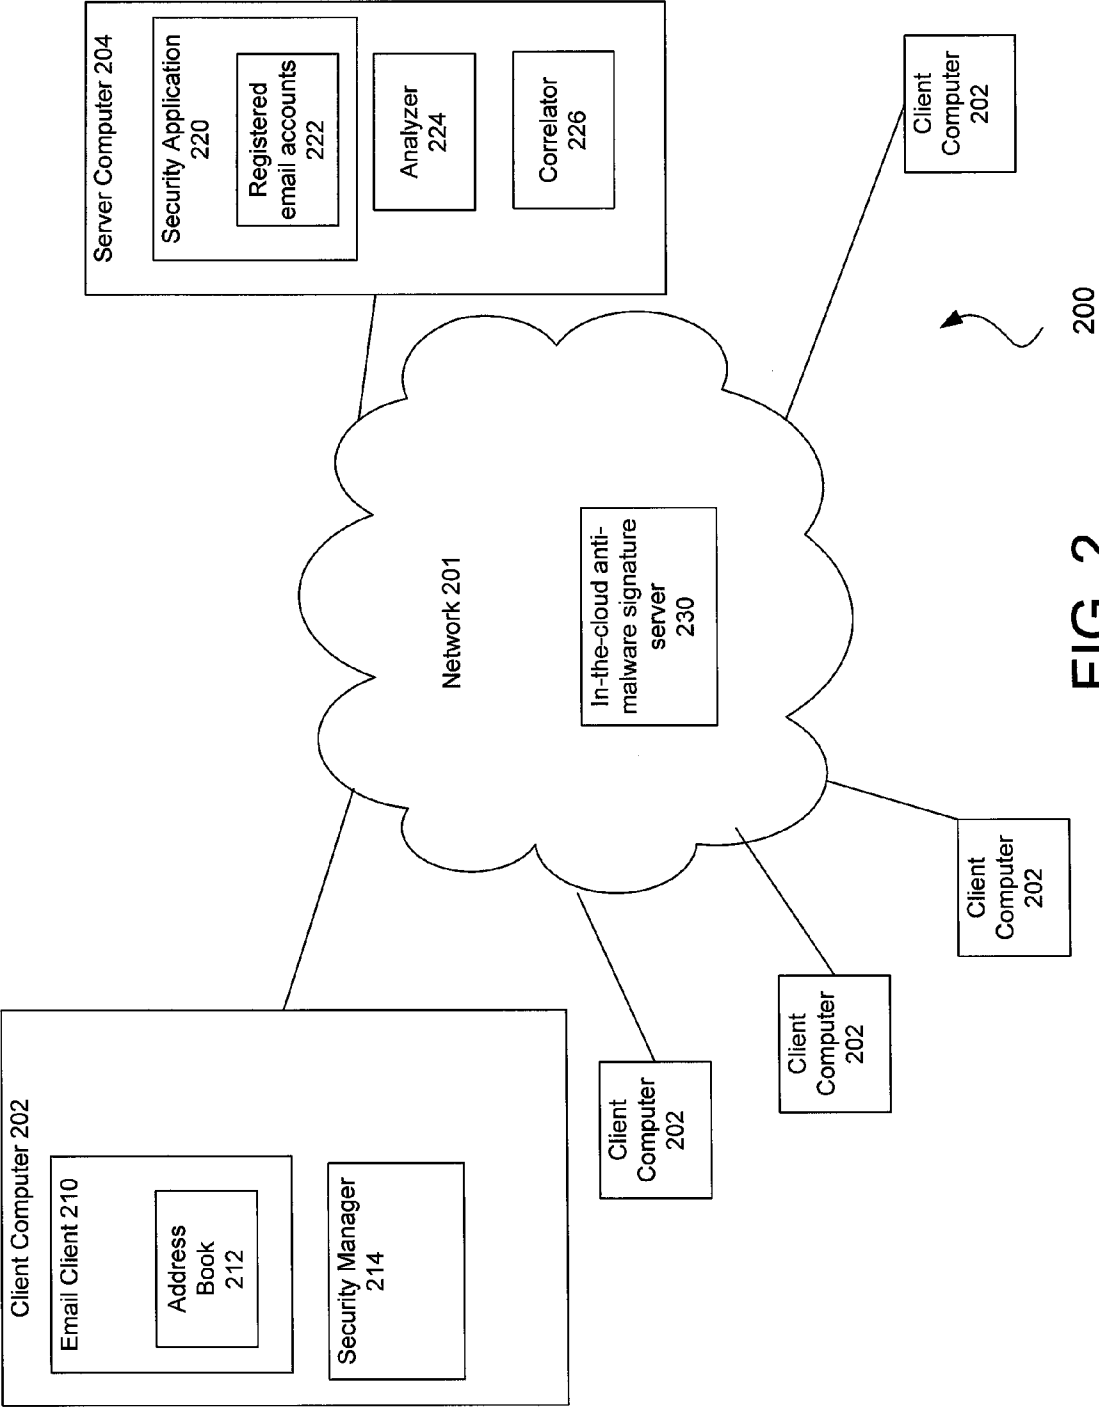 Client Computer 202
Email Client 210
Address
Book
212
Security Manager
214
Server Computer 204
Security Application
220
Registered
email accounts
222
Analyzer
224
Correlator
226
Network 201
In-the-cloud anti-
malware signature
server
230
Client
Computer
202
Client
Computer
202
Client
Computer
202
Client
Computer
202
200
FIG. 2